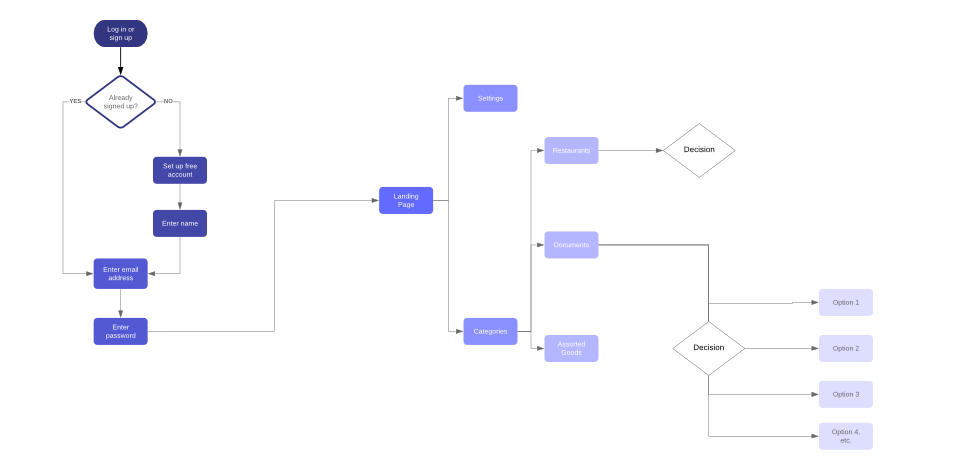 Log in or
sign up
Already
signed up?
YES
NO
Set up free
account
Enter name
Enter email
address
Enter
password
Landing
Page
Settings
Categories
Restaurants
Documents
Assorted
Goods
Decision
Decision
Option 1
Option 2
Option 3
Option 4,
etc.